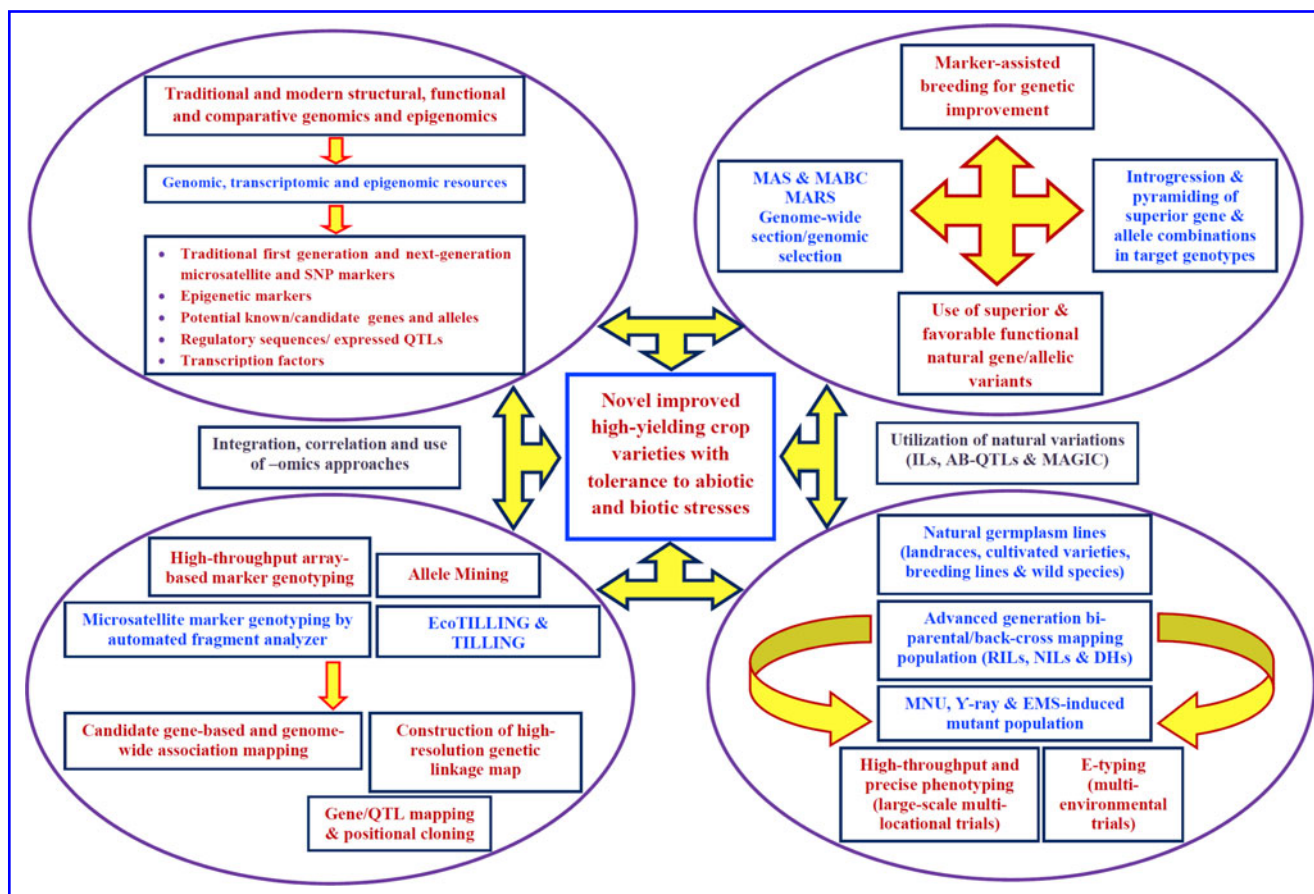 Traditional and modern structural, functional
and comparative genomics and epigenomics
Genomic, transcriptomic and epigenomic resources
• Traditional first generation and next-generation
microsatellite and SNP markers
• Epigenetic markers
• Potential known/candidate genes and alleles
• Regulatory sequences/ expressed QTLs
• Transcription factors
Marker-assisted
breeding for genetic
improvement
MAS & MABC
MARS
Genome-wide
section/genomic
selection
Introgression &
pyramiding of
superior gene &
allele combinations
in target genotypes
Use of superior &
favorable functional
natural gene/allelic
variants
Integration, correlation and use
of –omics approaches
Novel improved
high-yielding crop
varieties with
tolerance to abiotic
and biotic stresses
Utilization of natural variations
(ILs, AB-QTLs & MAGIC)
High-throughput array-
based marker genotyping
Allele Mining
Microsatellite marker genotyping by
automated fragment analyzer
EcoTILLING &
TILLING
Candidate gene-based and genome-
wide association mapping
Construction of high-
resolution genetic
linkage map
Gene/QTL mapping
& positional cloning
Natural germplasm lines
(landraces, cultivated varieties,
breeding lines & wild species)
Advanced generation bi-
parental/back-cross mapping
population (RILs, NILs & DHs)
MNU, ϒ-ray & EMS-induced
mutant population
High-throughput and
precise phenotyping
(large-scale multi-
locational trials)
E-typing
(multi-
environmental
trials)